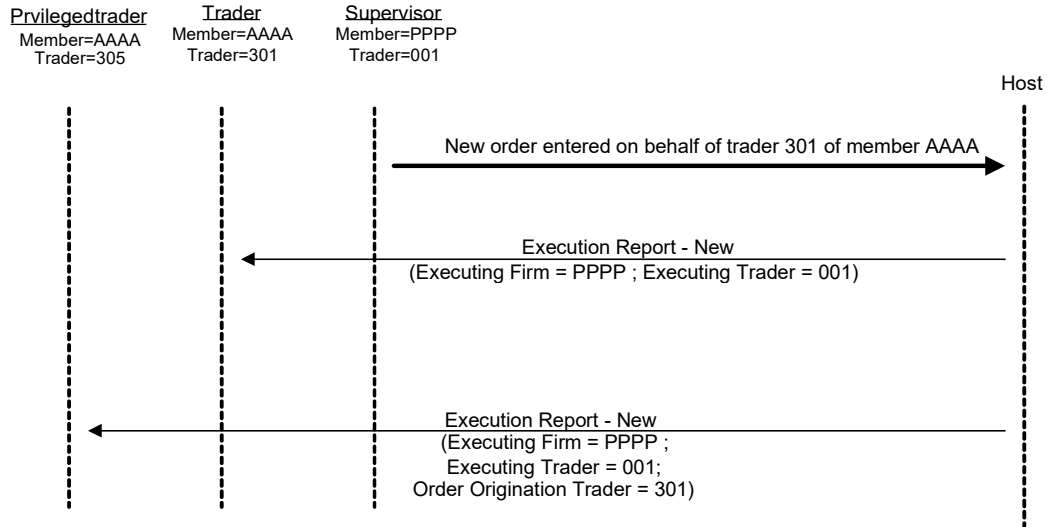 Prvilegedtrader
Member=AAAA
Trader=305
Trader
Member=AAAA
Trader=301
Supervisor
Member=PPPP
Trader=001
Host
New order entered on behalf of trader 301 of member AAAA
Execution Report - New
(Executing Firm = PPPP ; Executing Trader = 001)
Execution Report - New
(Executing Firm = PPPP ;
Executing Trader = 001;
Order Origination Trader = 301)